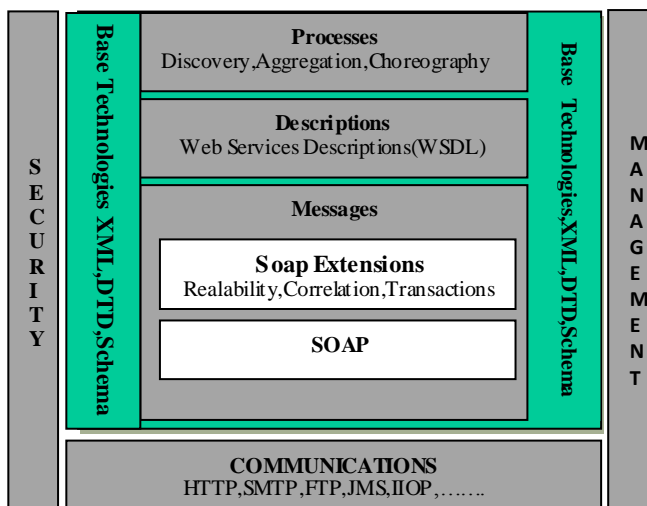 Processes
Discovery,Aggregation,Choreography
Descriptions
Web Services Descriptions(WSDL)
Messages
Soap Extensions
Realability,Correlation,Transactions
SOAP
COMMUNICATIONS
HTTP,SMTP,FTP,JMS,IIOP,……..
SECURITY
Base Technologies XML,DTD,Schema
Base Technologies,XML,DTD,Schema
MANAGEMENT